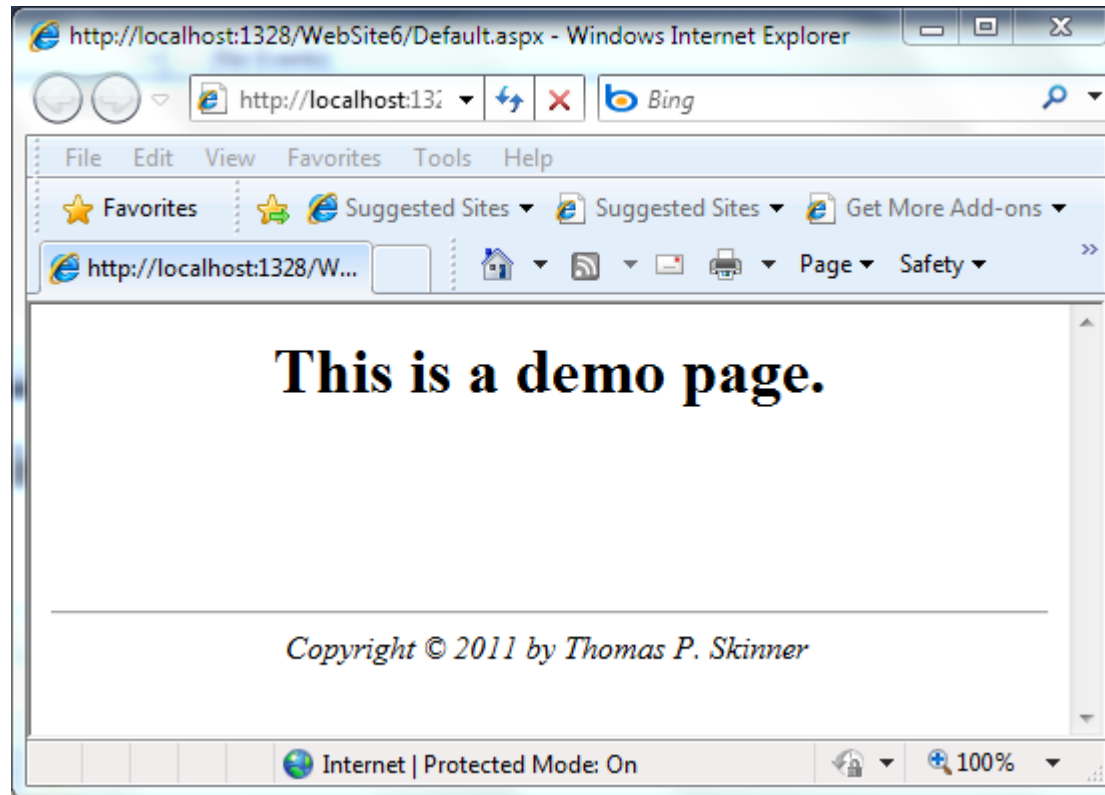 http://localhost:1328/WebSite6/Default.aspx - Windows Internet Explorer
http://localhost:132 Bing
File Edit View Favorites Tools Help
Favorites Suggested Sites Suggested Sites Get More Add-ons
http://localhost:1328/W... Page Safety »
This is a demo page.
Copyright © 2011 by Thomas P. Skinner
Internet | Protected Mode: On 100%